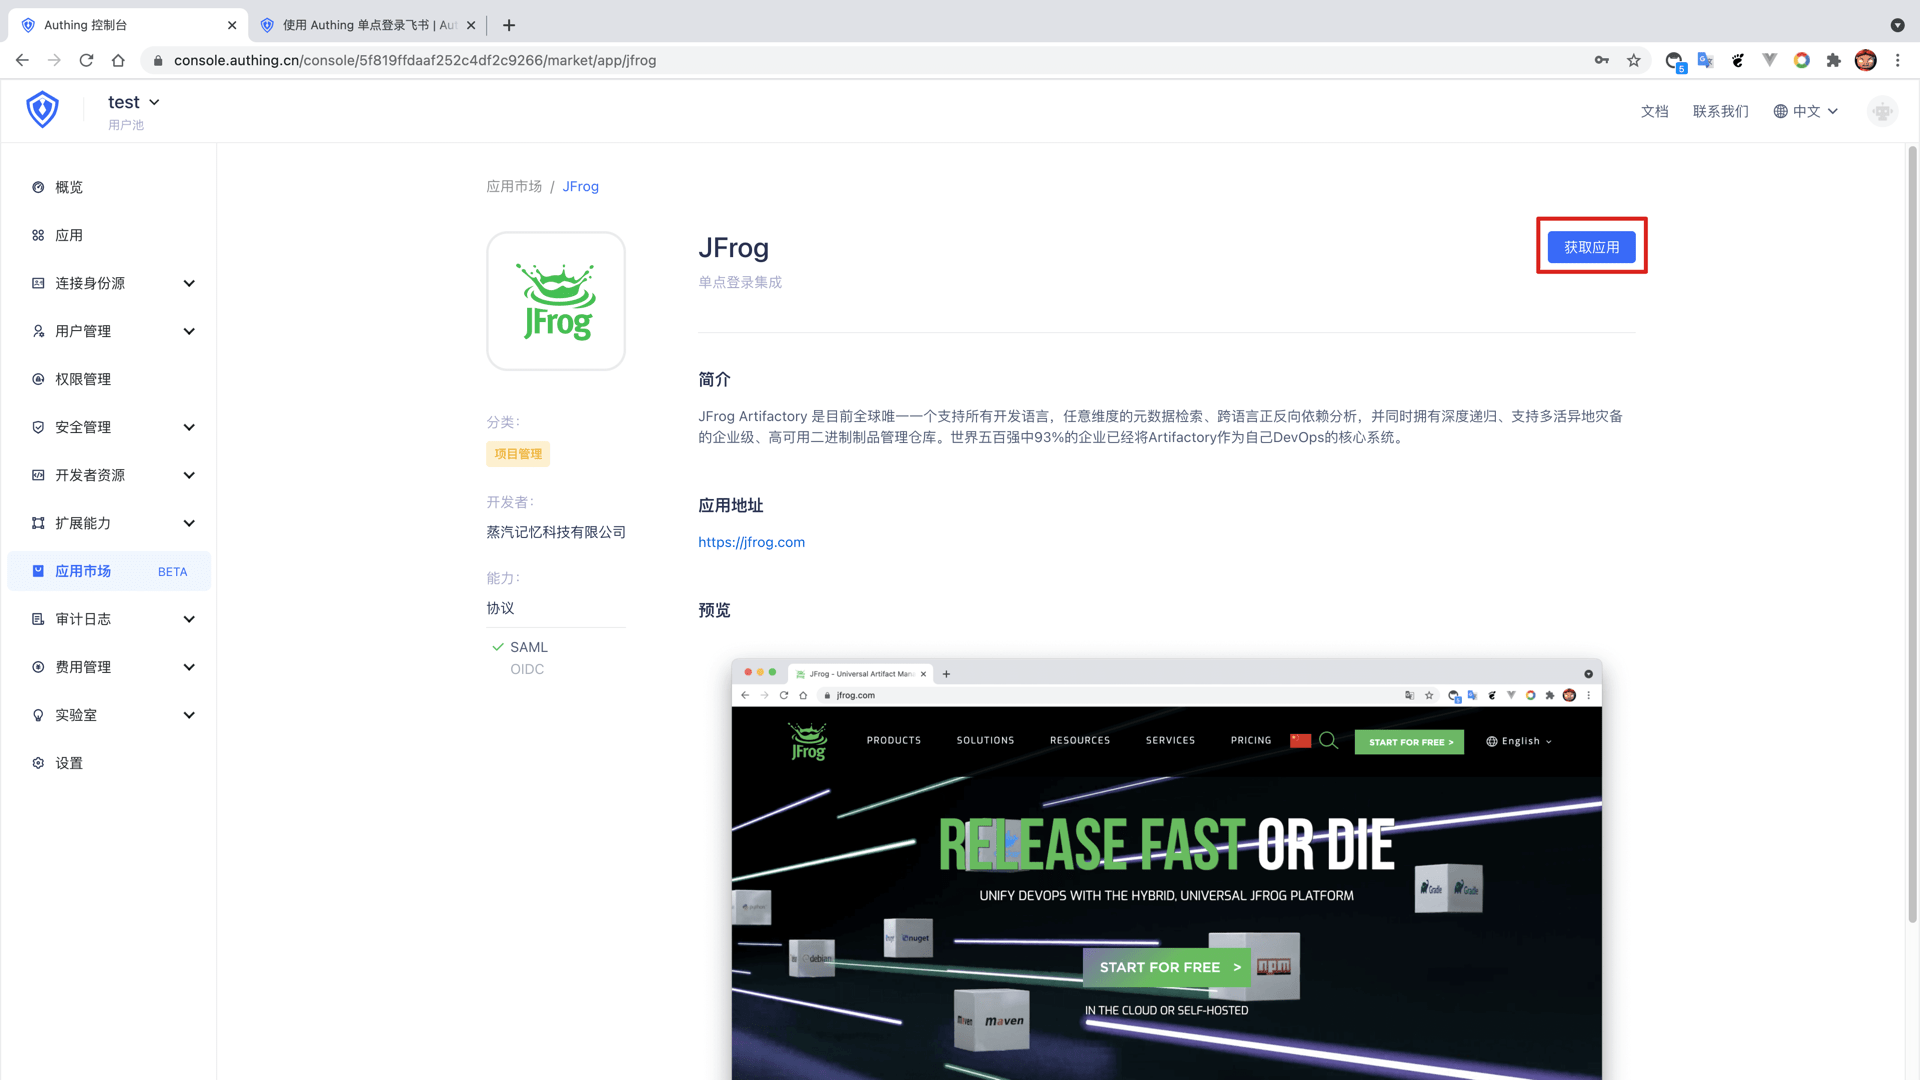 Authing 控制台
使用 Authing 单点登录飞书 | Aut
console.authing.cn/console/5f819ffdaaf252c4df2c9266/market/app/jfrog
5
test
用户池
文档
联系我们
中文
概览
应用
连接身份源
用户管理
权限管理
安全管理
开发者资源
扩展能力
应用市场 BETA
审计日志
费用管理
实验室
设置
应用市场 / JFrog
JFrog
分类：
项目管理
开发者：
蒸汽记忆科技有限公司
能力：
协议
SAML
OIDC
JFrog
单点登录集成
获取应用
简介
JFrog Artifactory 是目前全球唯一一个支持所有开发语言，任意维度的元数据检索、跨语言正反向依赖分析，并同时拥有深度递归、支持多活异地灾备
的企业级、高可用二进制制品管理仓库。世界五百强中93%的企业已经将Artifactory作为自己DevOps的核心系统。
应用地址
https://jfrog.com
预览
JFrog - Universal Artifact Mana
jfrog.com
JFrog
PRODUCTS
SOLUTIONS
RESOURCES
SERVICES
PRICING
START FOR FREE >
English
RELEASE FAST OR DIE
UNIFY DEVOPS WITH THE HYBRID, UNIVERSAL JFROG PLATFORM
Gradle Gradle
nuget
debian
START FOR FREE >
npm
IN THE CLOUD OR SELF-HOSTED
maven maven